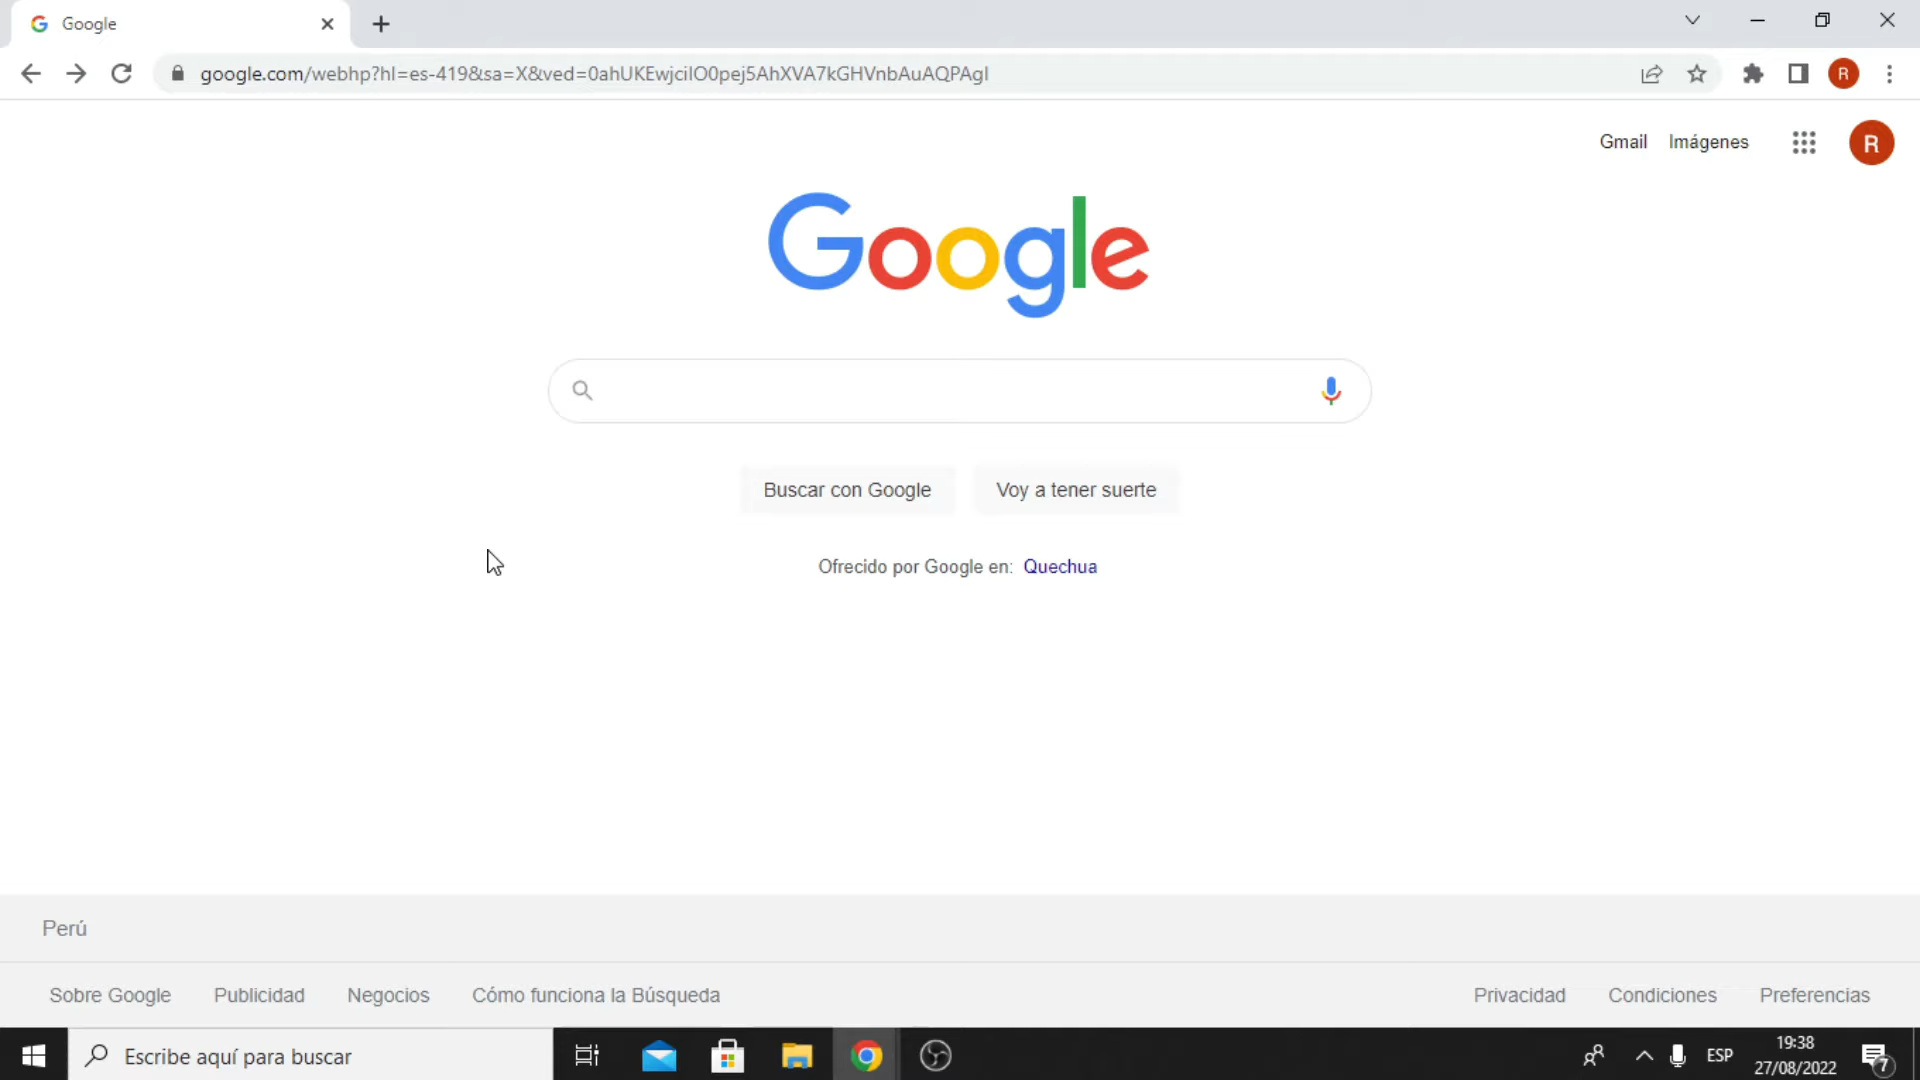 Google
google.com/webhp?hl=es-419&sa=X&ved=0ahUKEwjcilO0pej5AhXVA7kGHVnbAuAQPAgI
R
Gmail Imágenes R
Google
Buscar con Google Voy a tener suerte
Ofrecido por Google en: Quechua
Perú
Sobre Google Publicidad Negocios Cómo funciona la Búsqueda Privacidad Condiciones Preferencias
Escribe aquí para buscar ESP 19:38
27/08/2022 7